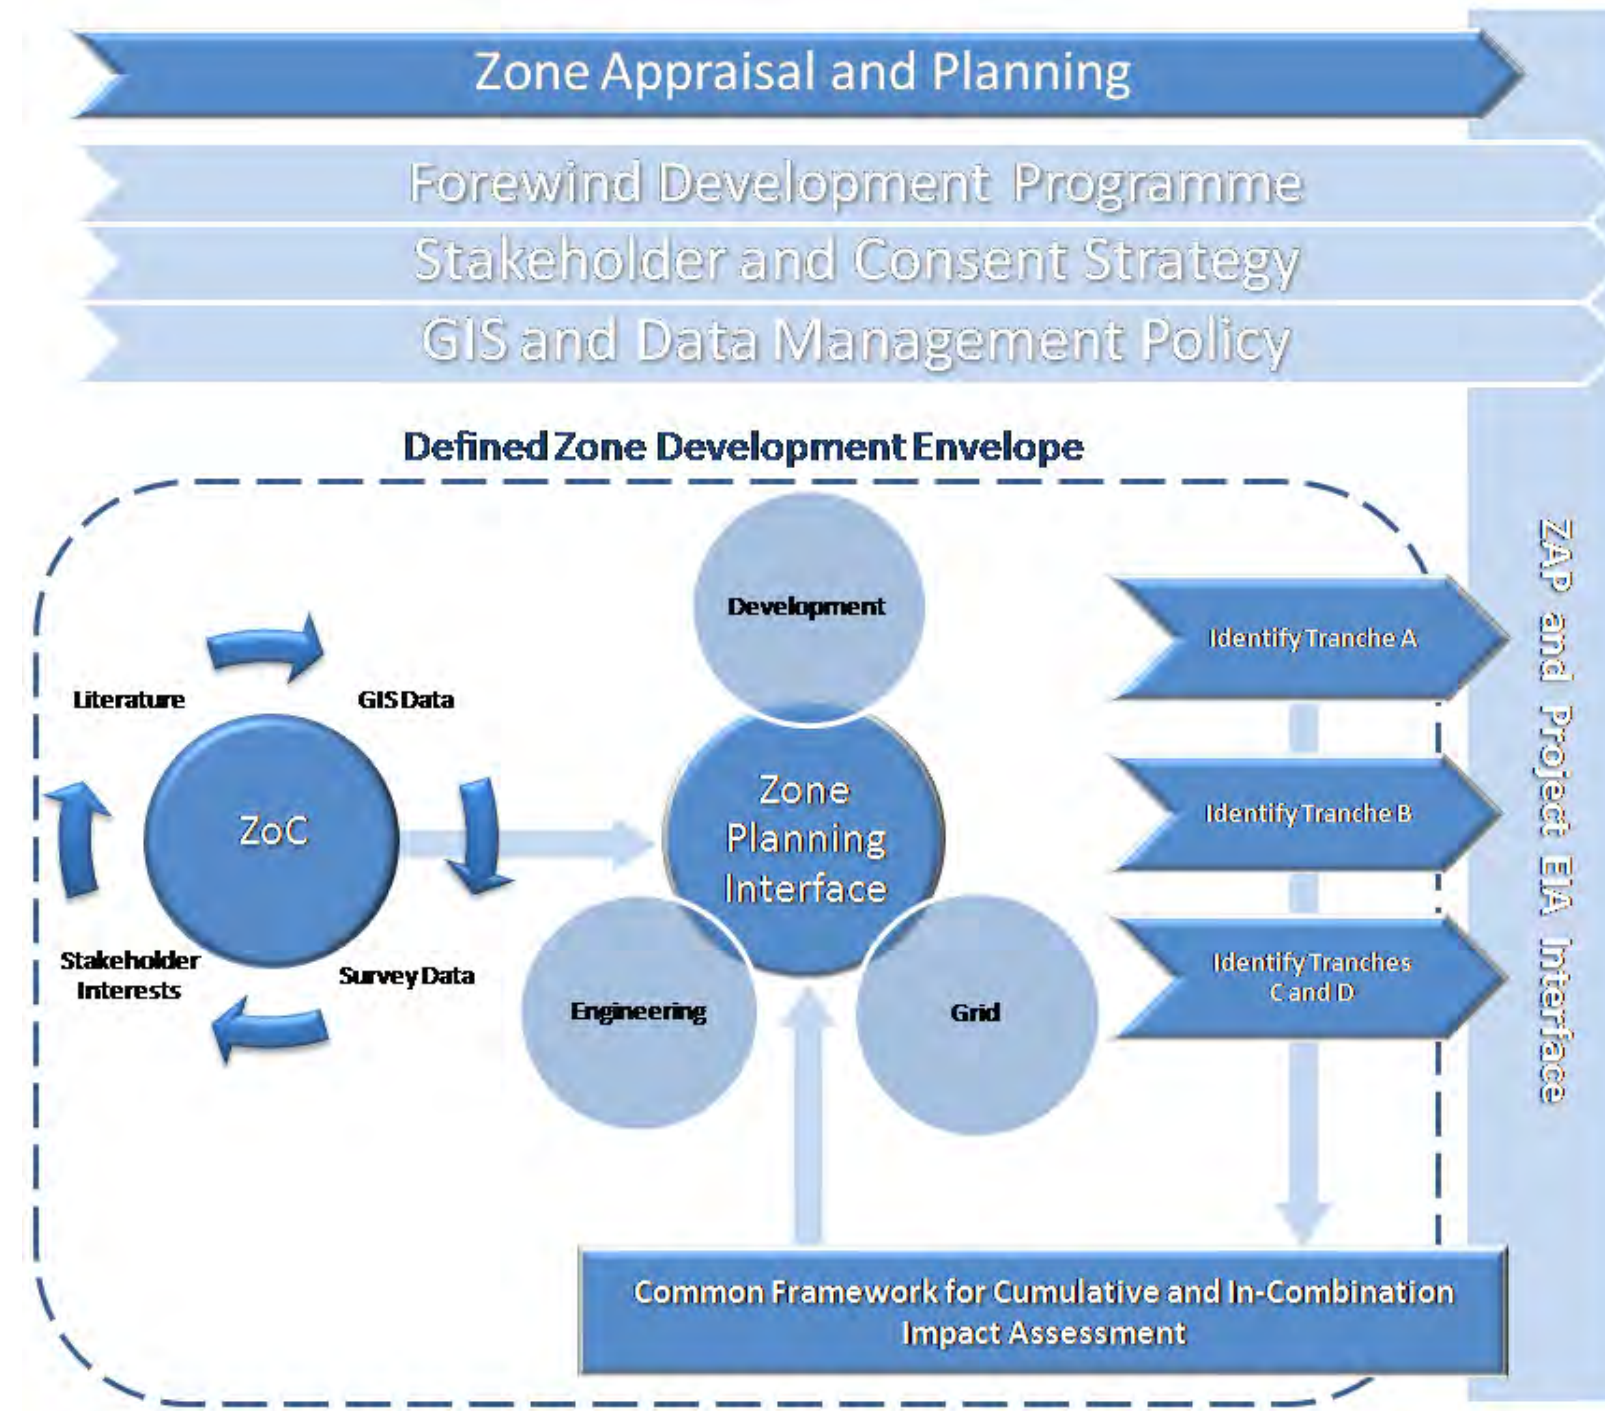 Zone Appraisal and Planning
Forewind Development Programme
Stakeholder and Consent Strategy
GIS and Data Management Policy
Defined Zone Development Envelope
Literature
GIS Data
ZoC
Stakeholder
Interests
Survey Data
Development
Zone
Planning
Interface
Engineering
Grid
Identify Tranche A
Identify Tranche B
Identify Tranches
C and D
Common Framework for Cumulative and In-Combination
Impact Assessment
ZAP and Project EIA Interface